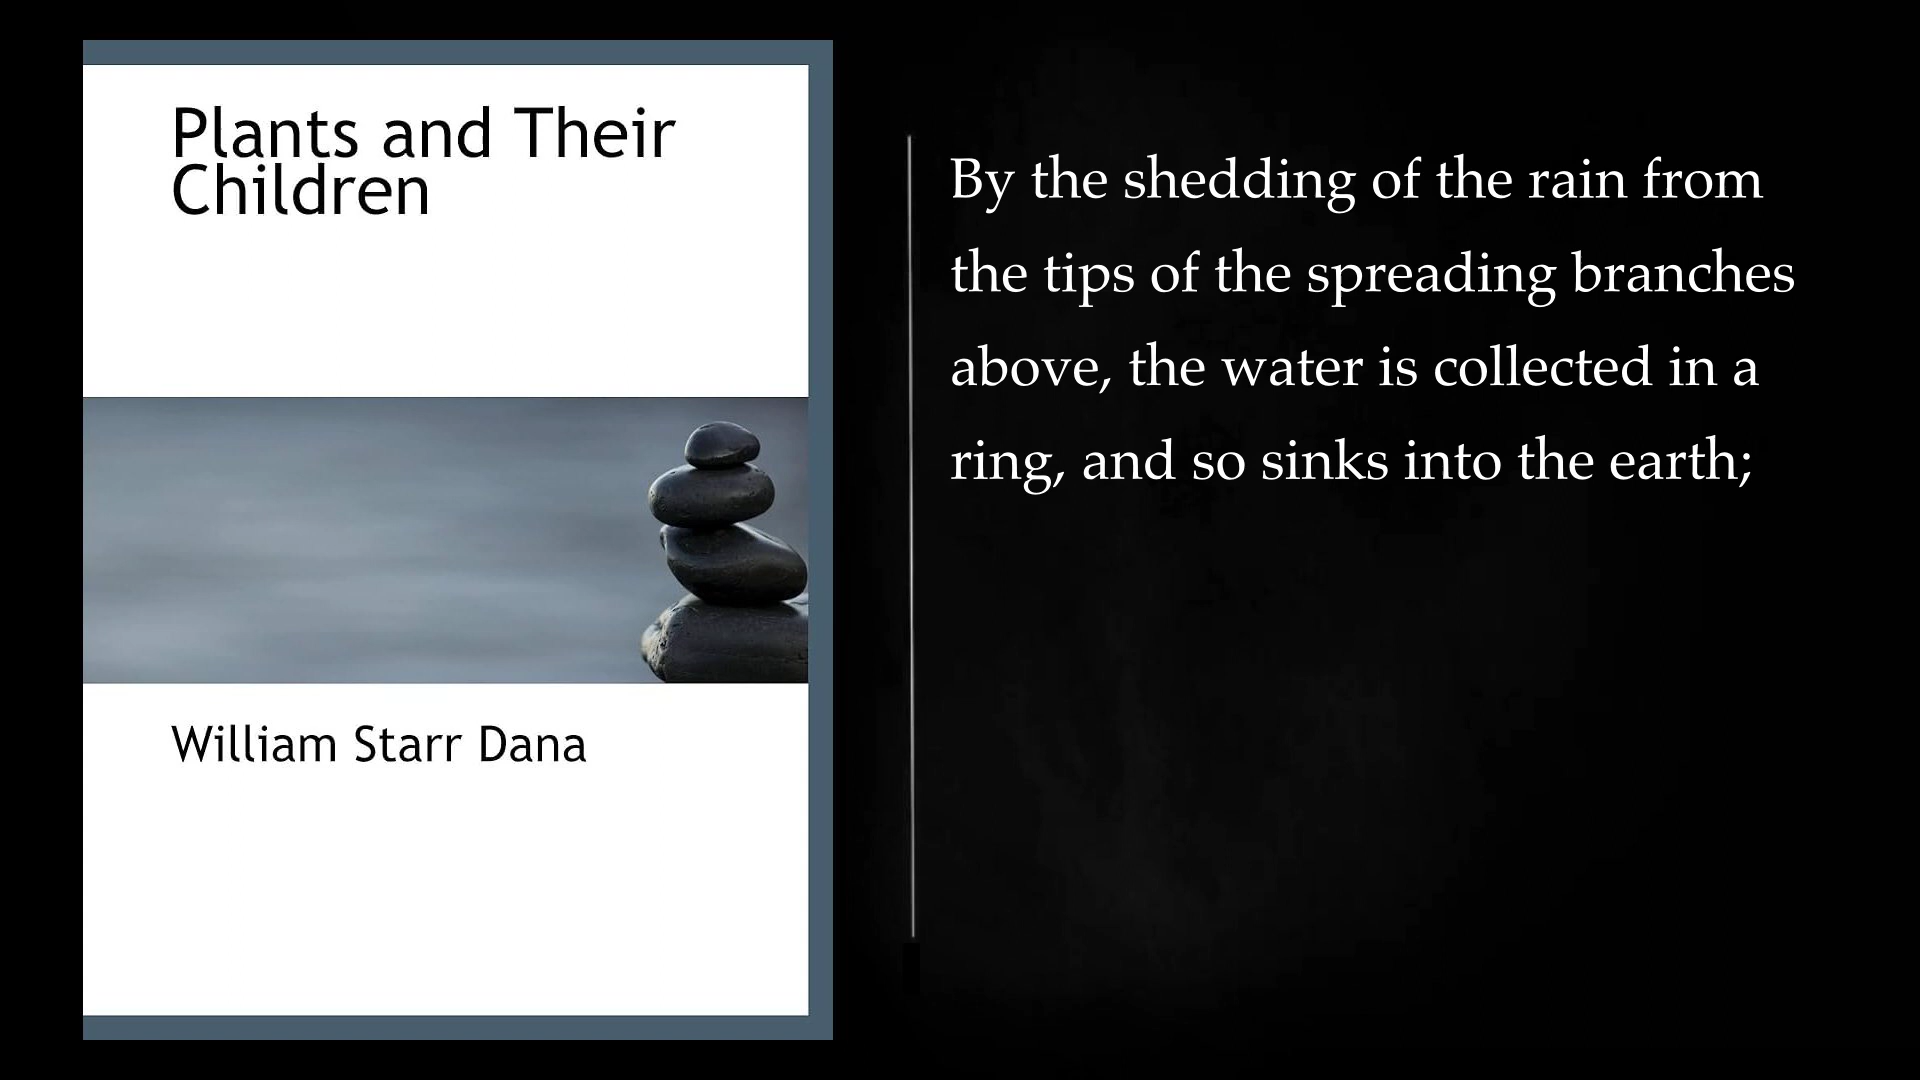 Plants and Their
Children
William Starr Dana
By the shedding of the rain from
the tips of the spreading branches
above, the water is collected in a
ring, and so sinks into the earth;